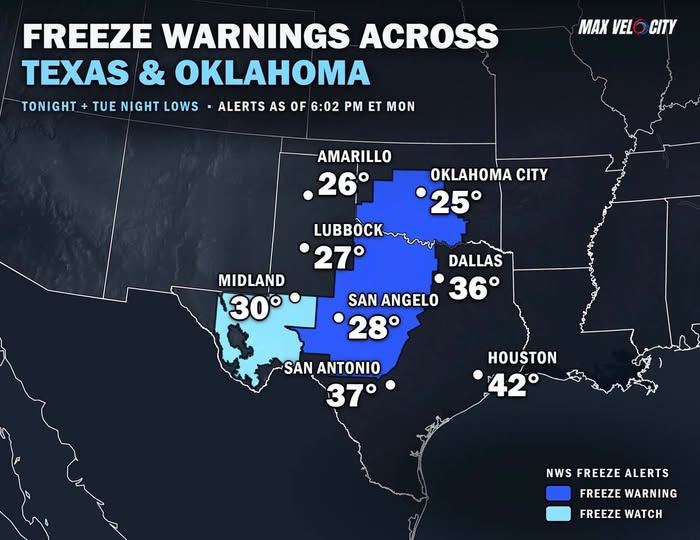 FREEZE WARNINGS ACROSS
TEXAS & OKLAHOMA
TONIGHT + TUE NIGHT LOWS • ALERTS AS OF 6:02 PM ET MON
MAX VELOCITY
AMARILLO
26°
OKLAHOMA CITY
25°
LUBBOCK
27°
DALLAS
36°
MIDLAND
30°
SAN ANGELO
28°
SAN ANTONIO
37°
HOUSTON
42°
NWS FREEZE ALERTS
FREEZE WARNING
FREEZE WATCH